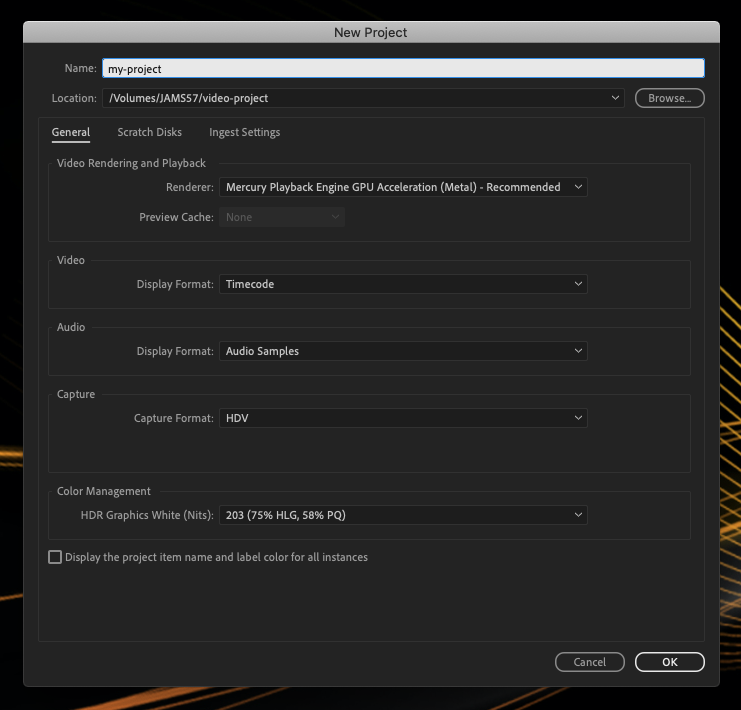 New Project
Name: my-project
Location: /Volumes/JAMS57/video-project Browse...
General Scratch Disks Ingest Settings
Video Rendering and Playback
Renderer: Mercury Playback Engine GPU Acceleration (Metal) - Recommended
Preview Cache: None
Video
Display Format: Timecode
Audio
Display Format: Audio Samples
Capture
Capture Format: HDV
Color Management
HDR Graphics White (Nits): 203 (75% HLG, 58% PQ)
Display the project item name and label color for all instances
Cancel OK